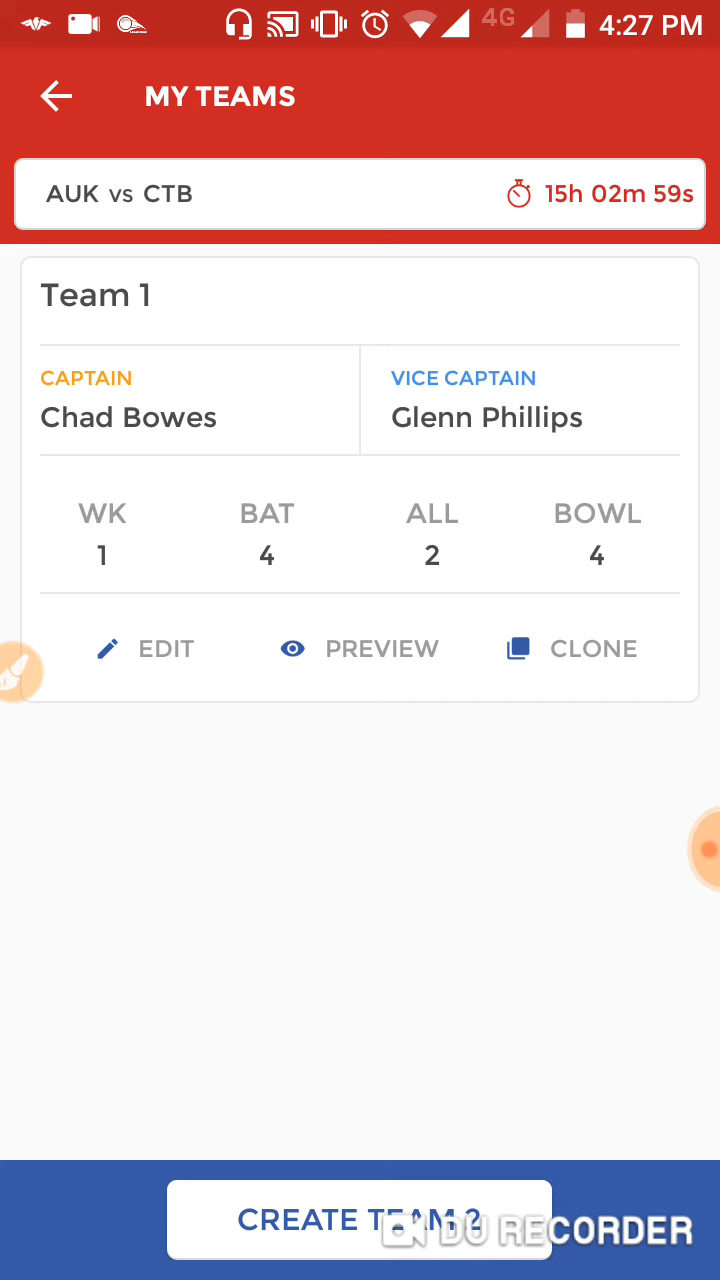 4G 4:27 PM
MY TEAMS
AUK vs CTB 15h 02m 59s
Team 1
CAPTAIN VICE CAPTAIN
Chad Bowes Glenn Phillips
WK BAT ALL BOWL
1 4 2 4
EDIT PREVIEW CLONE
CREATE TEAM 2
DU RECORDER